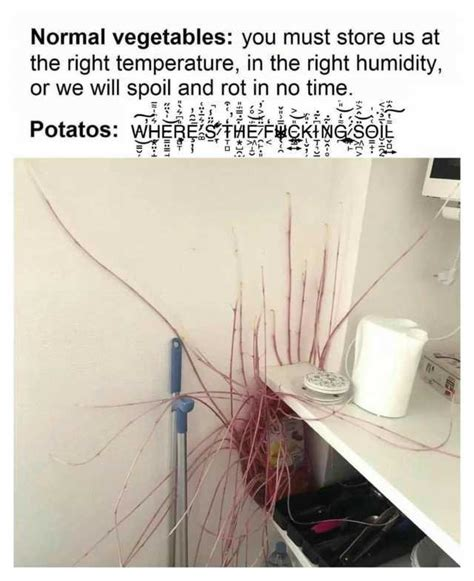 Normal vegetables: you must store us at
the right temperature, in the right humidity,
or we will spoil and rot in no time.
Potatos: WHERE'S THE FUCKING SOIL